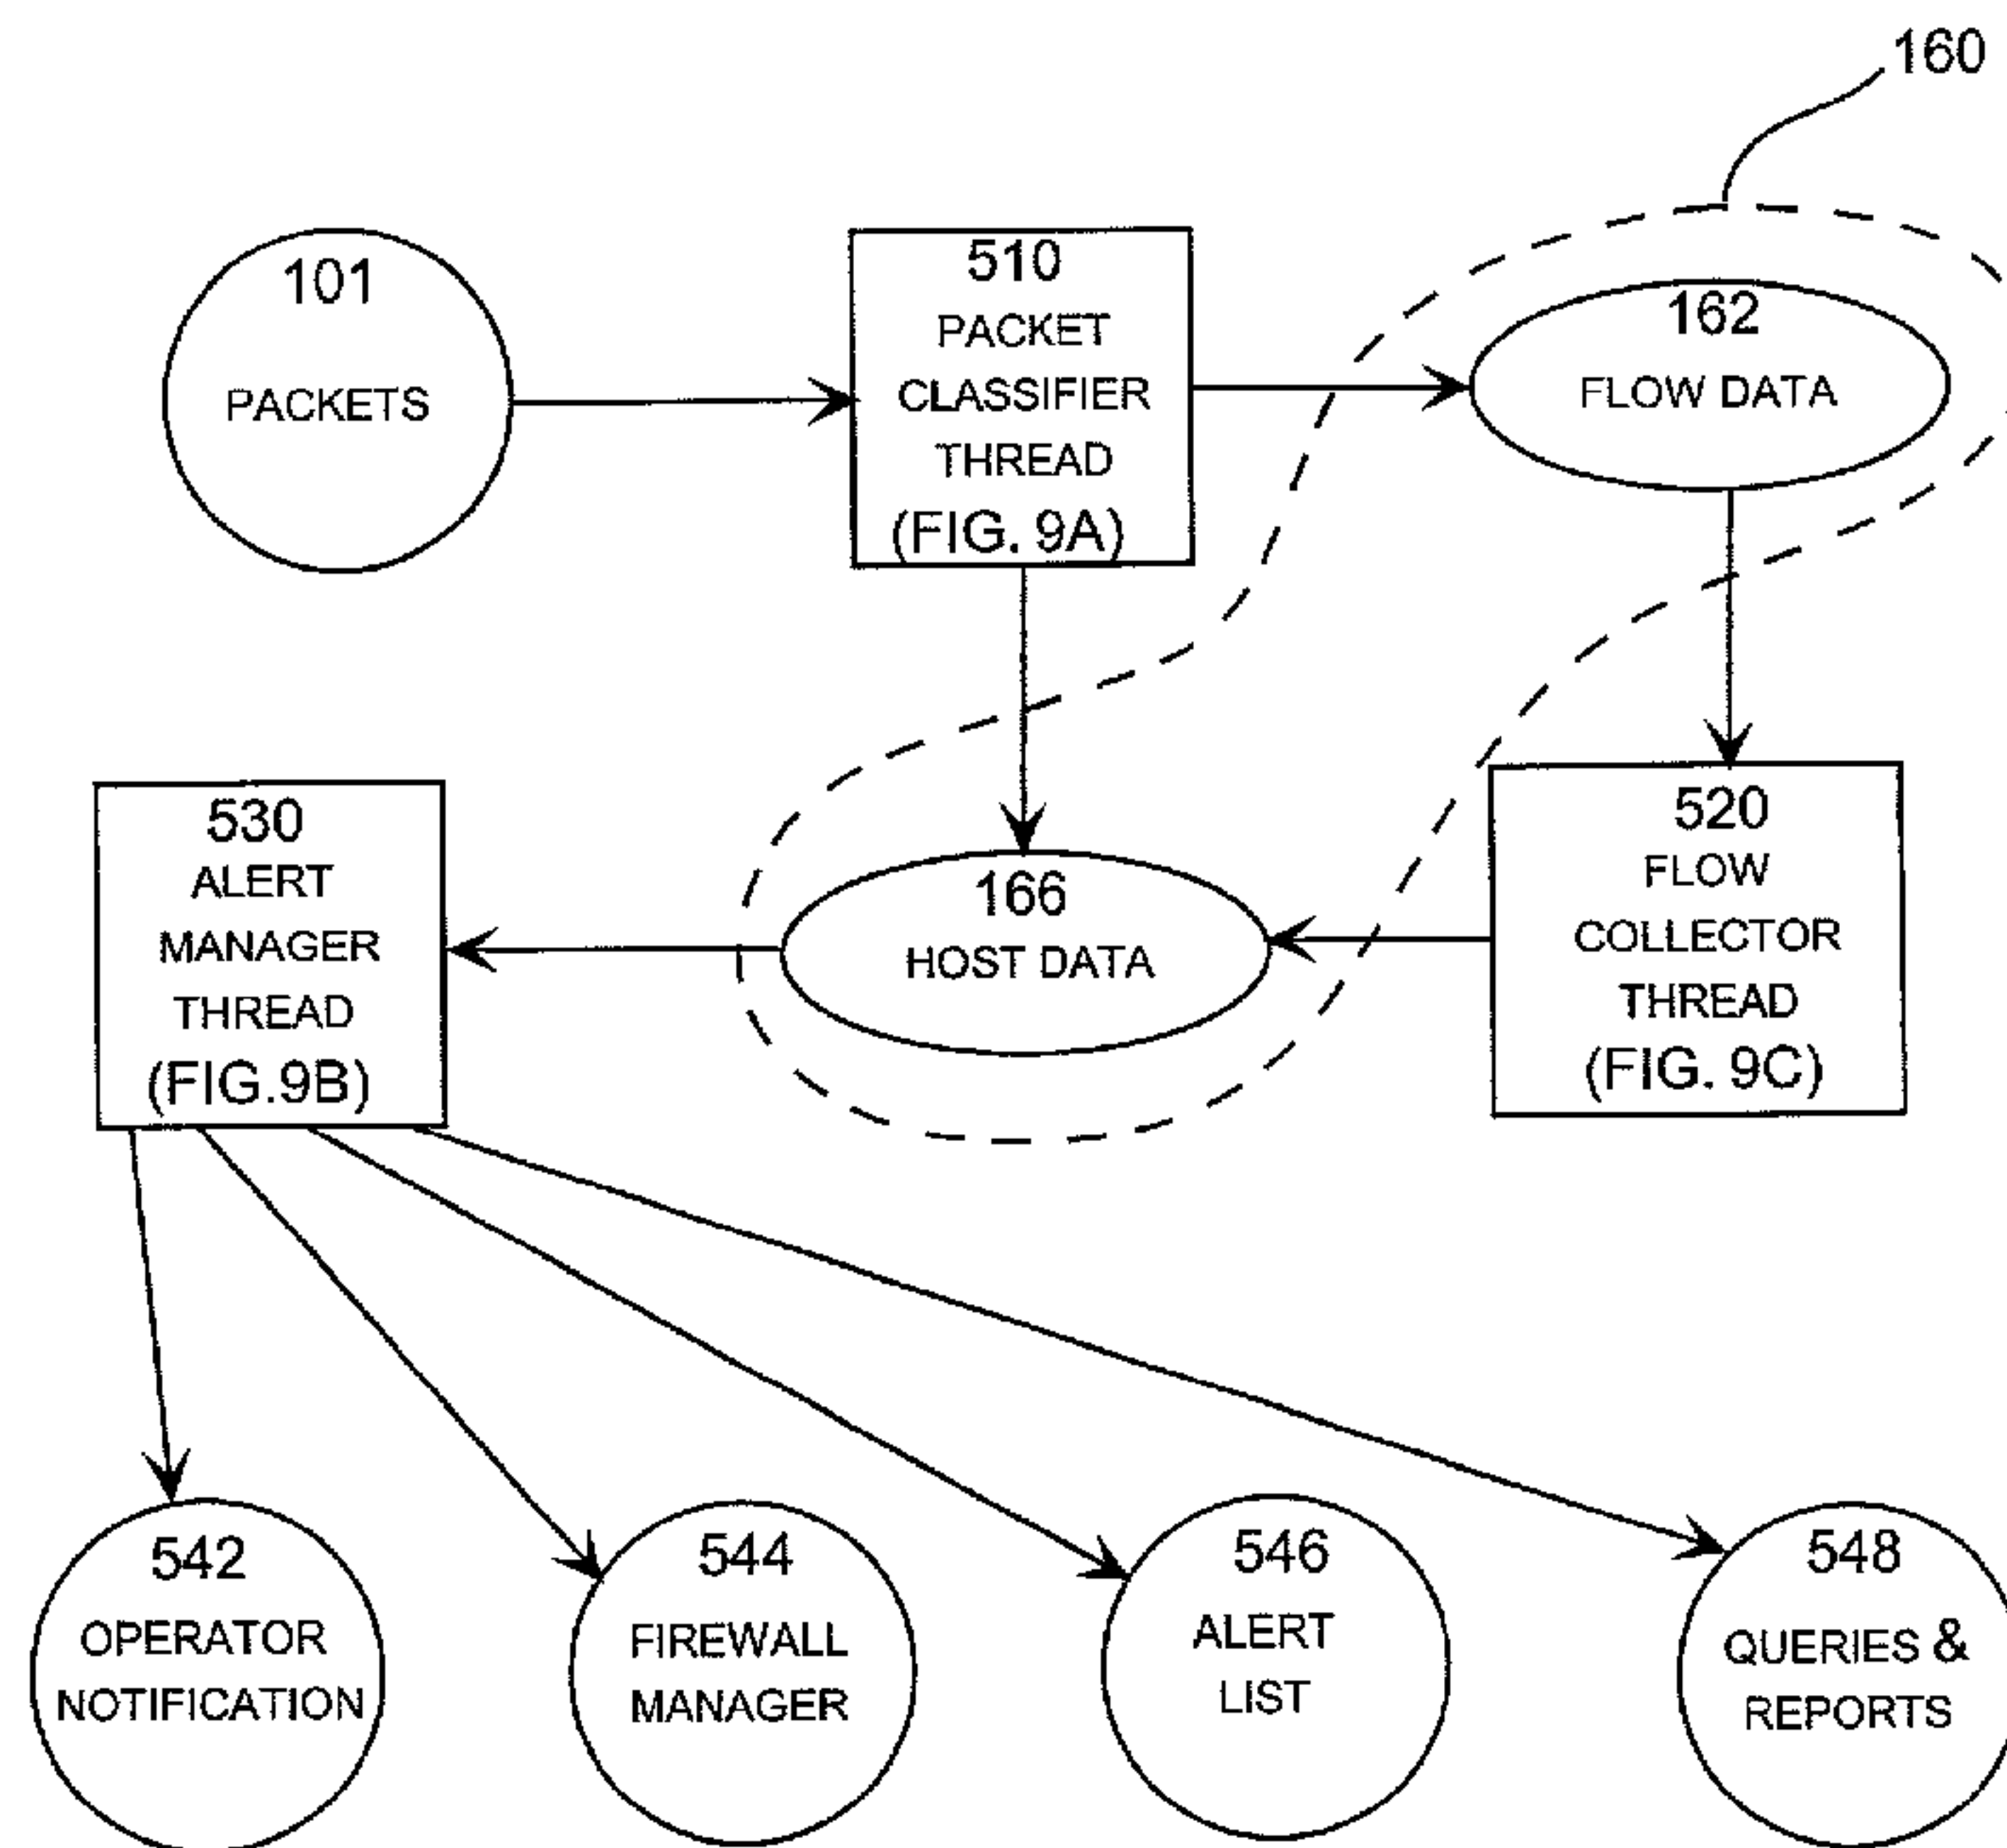 160
101
PACKETS
510
PACKET
CLASSIFIER
THREAD
(FIG. 9A)
162
FLOW DATA
530
ALERT
MANAGER
THREAD
(FIG.9B)
166
HOST DATA
520
FLOW
COLLECTOR
THREAD
(FIG. 9C)
542
OPERATOR
NOTIFICATION
544
FIREWALL
MANAGER
546
ALERT
LIST
548
QUERIES &
REPORTS